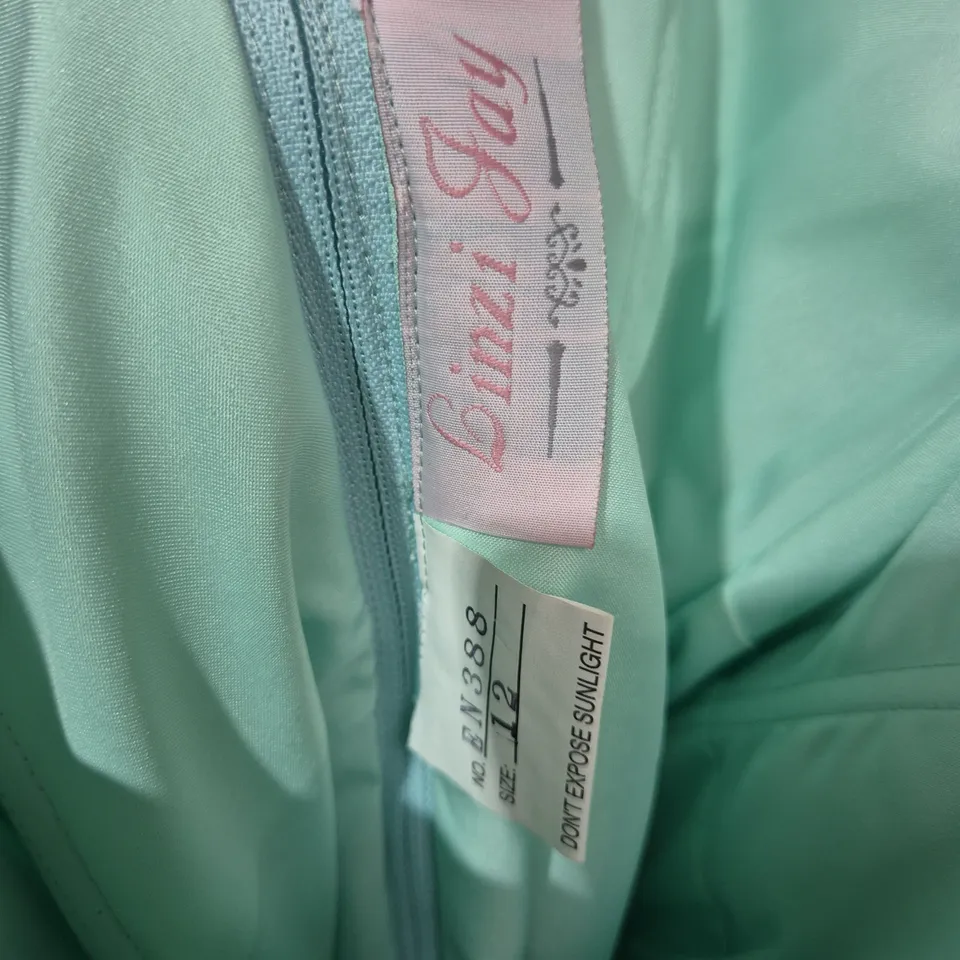 Linzi Jay
NO. EN388
SIZE: 12
DON'T EXPOSE SUNLIGHT